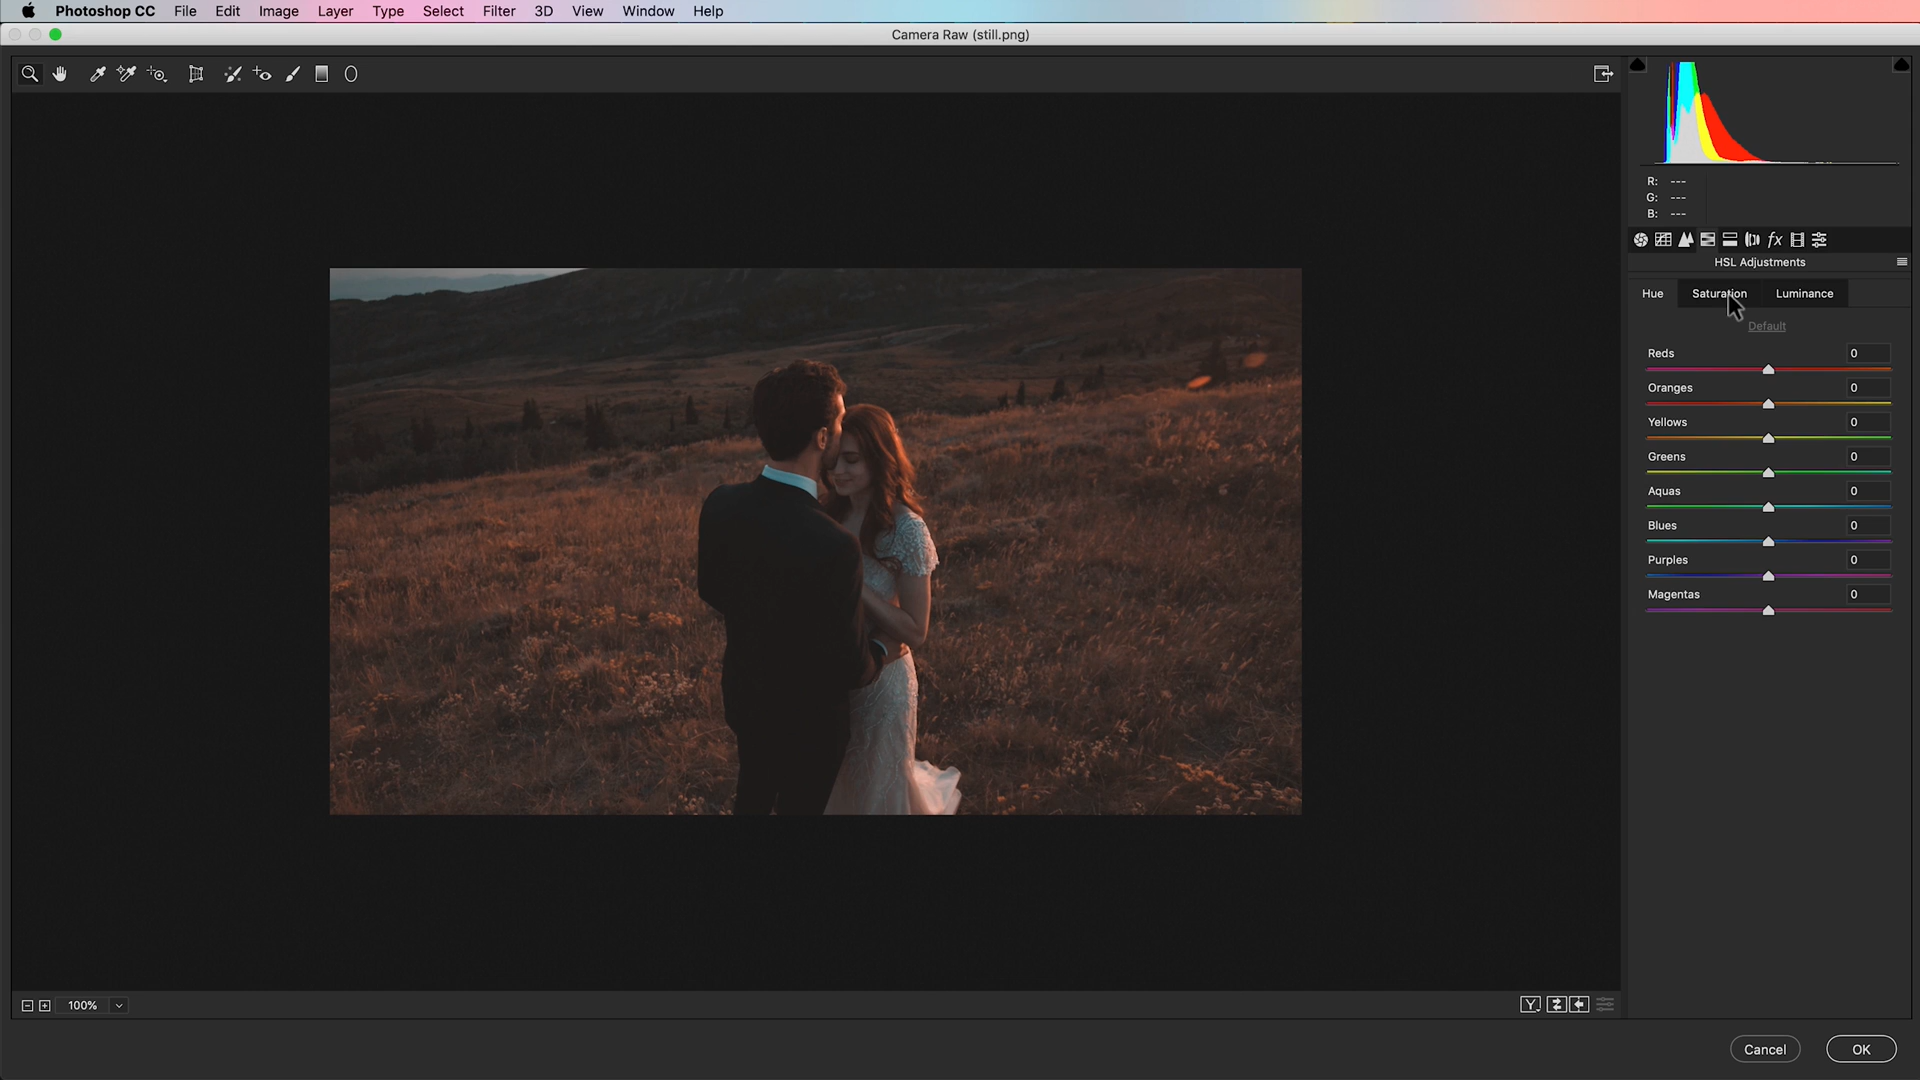 Photoshop CC File Edit Image Layer Type Select Filter 3D View Window Help
Camera Raw (still.png)
R: ---
G: ---
B: ---
fx
HSL Adjustments
Hue Saturation Luminance
Default
Reds 0
Oranges 0
Yellows 0
Greens 0
Aquas 0
Blues 0
Purples 0
Magentas 0
100%
Y
Cancel OK